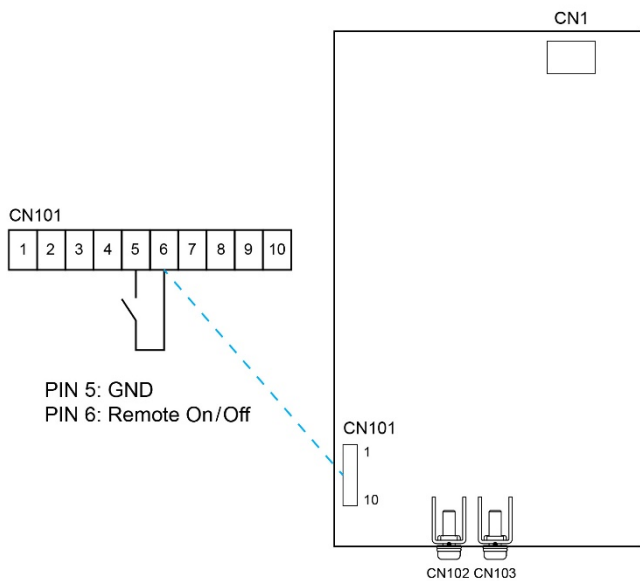 CN1
CN101
1 2 3 4 5 6 7 8 9 10
PIN 5: GND
PIN 6: Remote On/Off
CN101
1
10
CN102 CN103